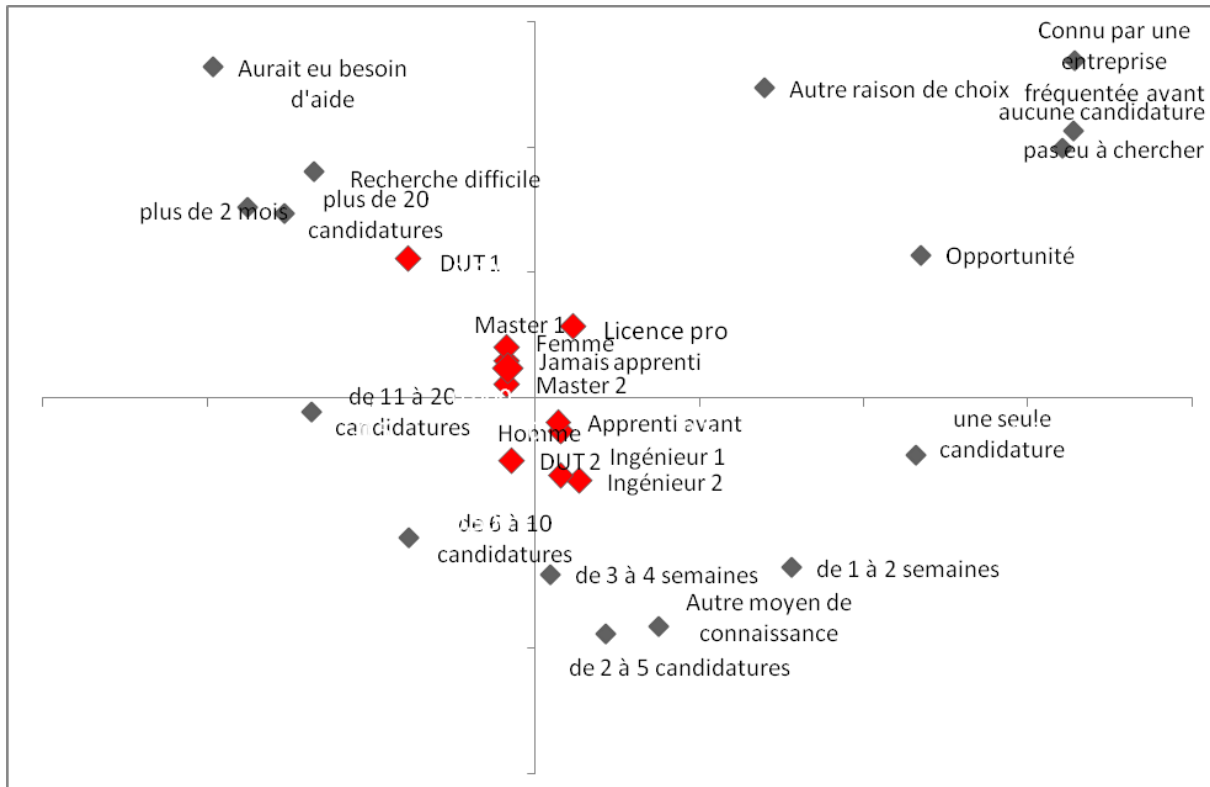 Connu par une
entreprise
fréquentée avant
Aurait eu besoin
d'aide
Autre raison de choix
aucune candidature
pas eu à chercher
Recherche difficile
plus de 2 mois
plus de 20
candidatures
DUT 1
Opportunité
Master 1
Licence pro
Femme
Jamais apprenti
Master 2
de 11 à 20
candidatures
Apprenti avant
une seule
candidature
Homme
DUT 2
Ingénieur 1
Ingénieur 2
de 6 à 10
candidatures
de 3 à 4 semaines
de 1 à 2 semaines
Autre moyen de
connaissance
de 2 à 5 candidatures